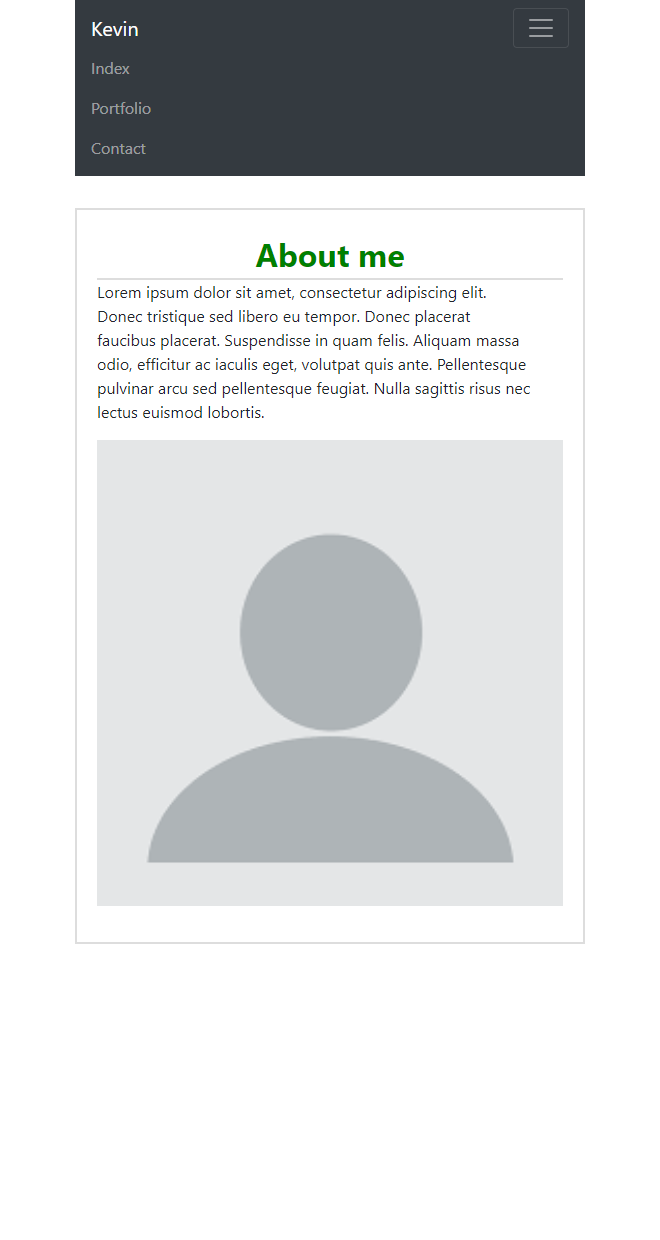 Kevin
Index
Portfolio
Contact
About me
Lorem ipsum dolor sit amet, consectetur adipiscing elit.
Donec tristique sed libero eu tempor. Donec placerat
faucibus placerat. Suspendisse in quam felis. Aliquam massa
odio, efficitur ac iaculis eget, volutpat quis ante. Pellentesque
pulvinar arcu sed pellentesque feugiat. Nulla sagittis risus nec
lectus euismod lobortis.